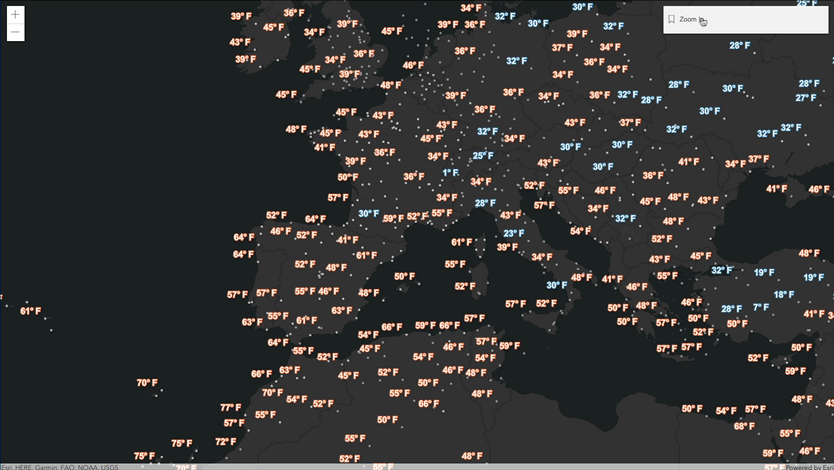 +
−
Zoom
34° F
32° F
30° F
25° F
39° F
36° F
45° F
34° F
39° F
45° F
39° F
36° F
30° F
32° F
39° F
43° F
39° F
34° F
36° F
45° F
39° F
46° F
36° F
32° F
37° F
34° F
36° F
34° F
34° F
28° F
45° F
48° F
39° F
36° F
34° F
36° F
32° F
28° F
28° F
30° F
28° F
27° F
45° F
43° F
36° F
30° F
48° F
45° F
43° F
43° F
45° F
32° F
34° F
43° F
37° F
32° F
32° F
32° F
41° F
39° F
36° F
34° F
25° F
30° F
30° F
43° F
30° F
41° F
34° F
37° F
50° F
36° F
1° F
34° F
52° F
55° F
46° F
36° F
41° F
46° F
57° F
34° F
28° F
57° F
34° F
45° F
48° F
43° F
52° F
64° F
30° F
59° F
52° F
55° F
43° F
32° F
48° F
64° F
46° F
52° F
41° F
61° F
23° F
39° F
54° F
52° F
64° F
61° F
52° F
48° F
55° F
34° F
43° F
45° F
48° F
50° F
52° F
30° F
48° F
41° F
46° F
55° F
32° F
19° F
19° F
57° F
57° F
55° F
46° F
48° F
57° F
52° F
50° F
48° F
46° F
28° F
7° F
18° F
61° F
63° F
55° F
61° F
63° F
57° F
50° F
57° F
50° F
52° F
50° F
41° F
64° F
55° F
52° F
54° F
66° F
59° F
66° F
45° F
46° F
57° F
54° F
59° F
57° F
57° F
52° F
50° F
59° F
70° F
66° F
63° F
45° F
52° F
54° F
50° F
46° F
48° F
48° F
77° F
70° F
54° F
52° F
55° F
66° F
50° F
54° F
57° F
48° F
57° F
55° F
50° F
68° F
55° F
75° F
72° F
55° F
75° F
52° F
48° F
59° F
46° F
Esri, HERE, Garmin, FAO, NOAA, USGS
Powered by Esri